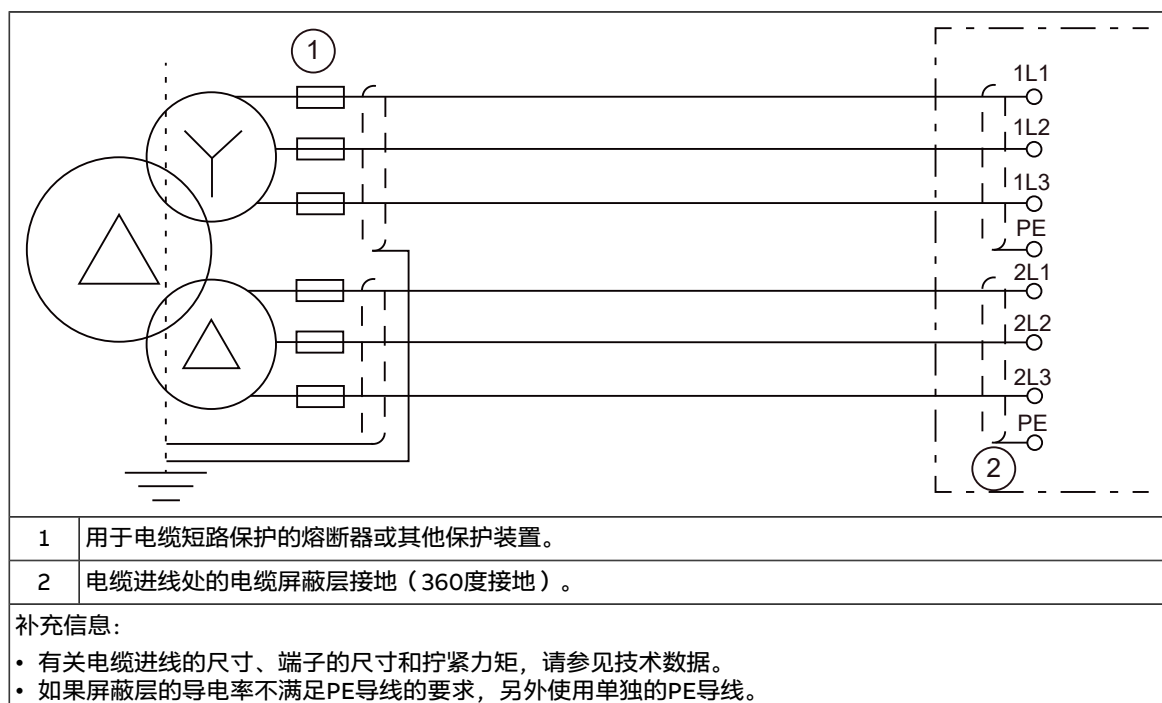 1
1L1
1L2
1L3
PE
2L1
2L2
2L3
PE
2
1 用于电缆短路保护的熔断器或其他保护装置。
2 电缆进线处的电缆屏蔽层接地（360度接地）。
补充信息:
• 有关电缆进线的尺寸、端子的尺寸和拧紧力矩，请参见技术数据。
• 如果屏蔽层的导电率不满足PE导线的要求，另外使用单独的PE导线。